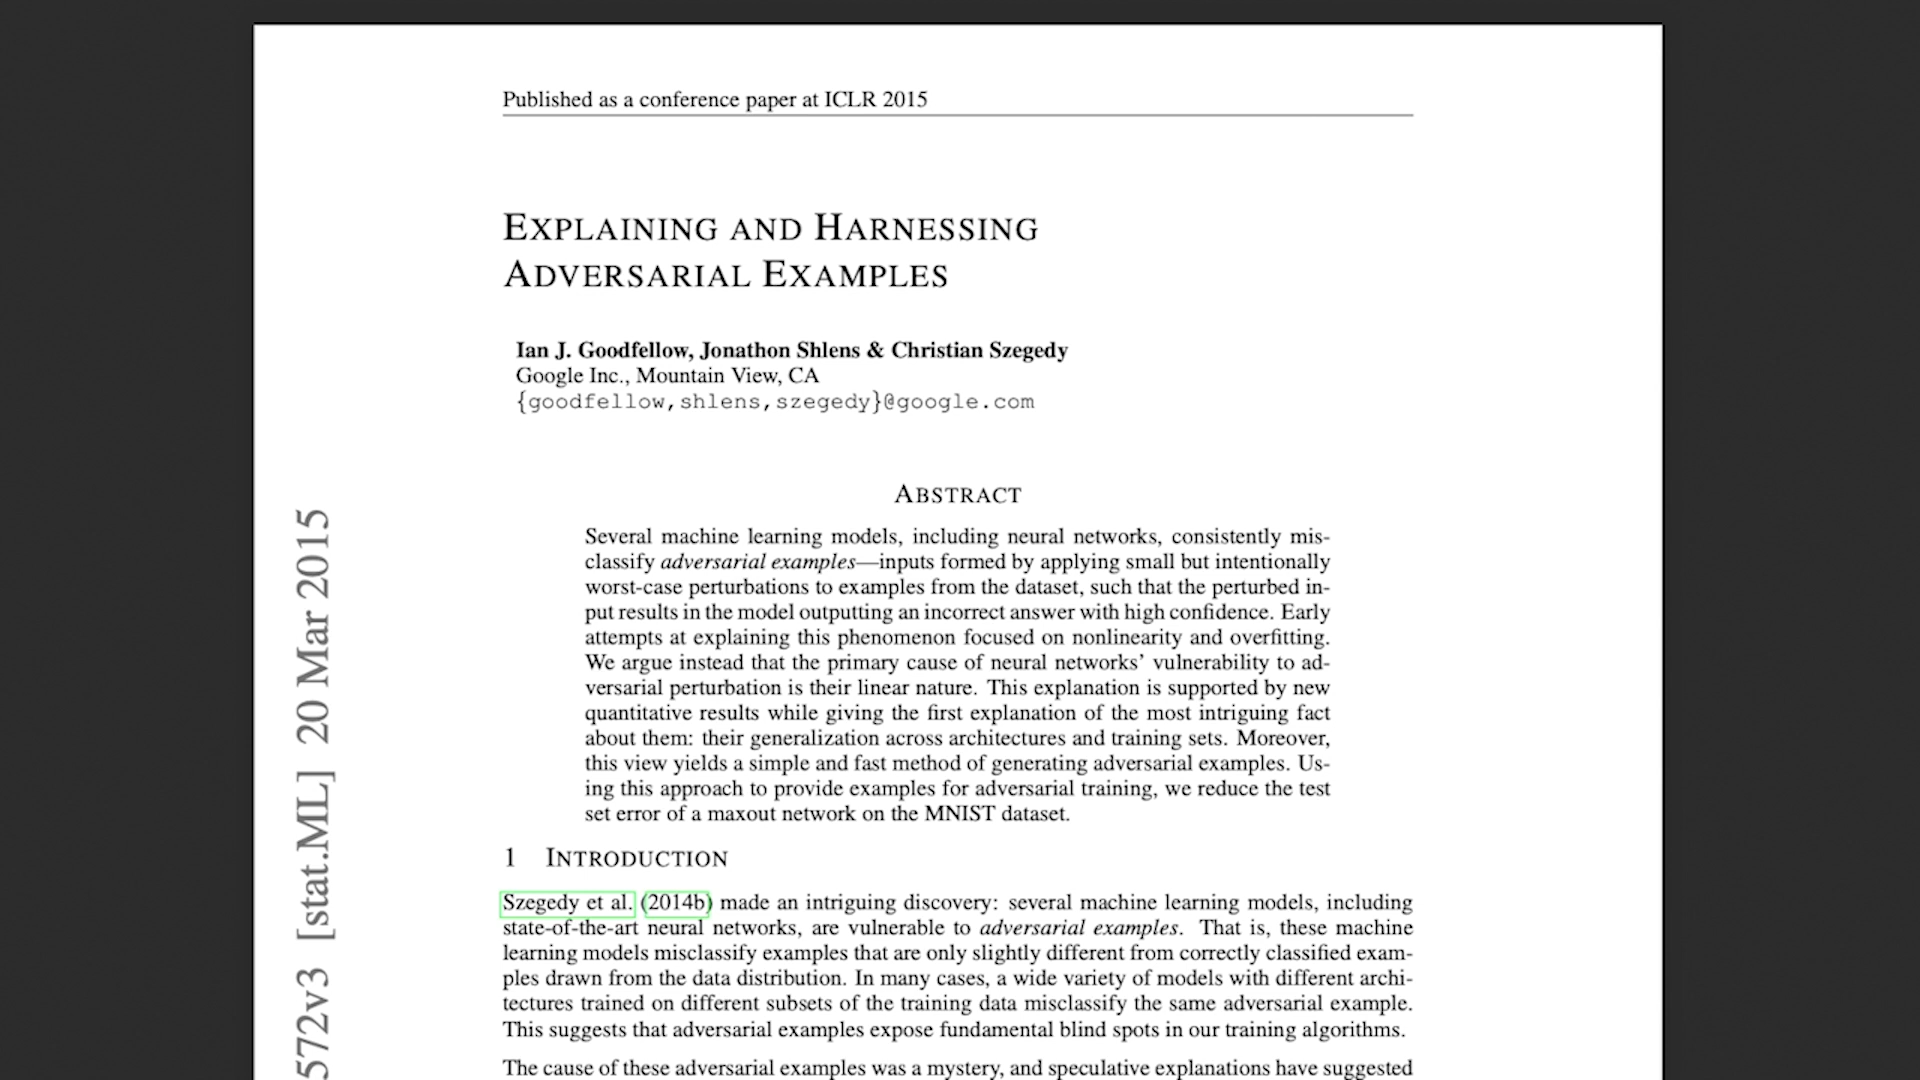 Published as a conference paper at ICLR 2015
EXPLAINING AND HARNESSING
ADVERSARIAL EXAMPLES
Ian J. Goodfellow, Jonathon Shlens & Christian Szegedy
Google Inc., Mountain View, CA
{goodfellow,shlens,szegedy}@google.com
ABSTRACT
Several machine learning models, including neural networks, consistently mis-
classify adversarial examples—inputs formed by applying small but intentionally
worst-case perturbations to examples from the dataset, such that the perturbed in-
put results in the model outputting an incorrect answer with high confidence. Early
attempts at explaining this phenomenon focused on nonlinearity and overfitting.
We argue instead that the primary cause of neural networks’ vulnerability to ad-
versarial perturbation is their linear nature. This explanation is supported by new
quantitative results while giving the first explanation of the most intriguing fact
about them: their generalization across architectures and training sets. Moreover,
this view yields a simple and fast method of generating adversarial examples. Us-
ing this approach to provide examples for adversarial training, we reduce the test
set error of a maxout network on the MNIST dataset.
1 INTRODUCTION
Szegedy et al. (2014b) made an intriguing discovery: several machine learning models, including
state-of-the-art neural networks, are vulnerable to adversarial examples. That is, these machine
learning models misclassify examples that are only slightly different from correctly classified exam-
ples drawn from the data distribution. In many cases, a wide variety of models with different archi-
tectures trained on different subsets of the training data misclassify the same adversarial example.
This suggests that adversarial examples expose fundamental blind spots in our training algorithms.
The cause of these adversarial examples was a mystery, and speculative explanations have suggested
572v3 [stat.ML] 20 Mar 2015